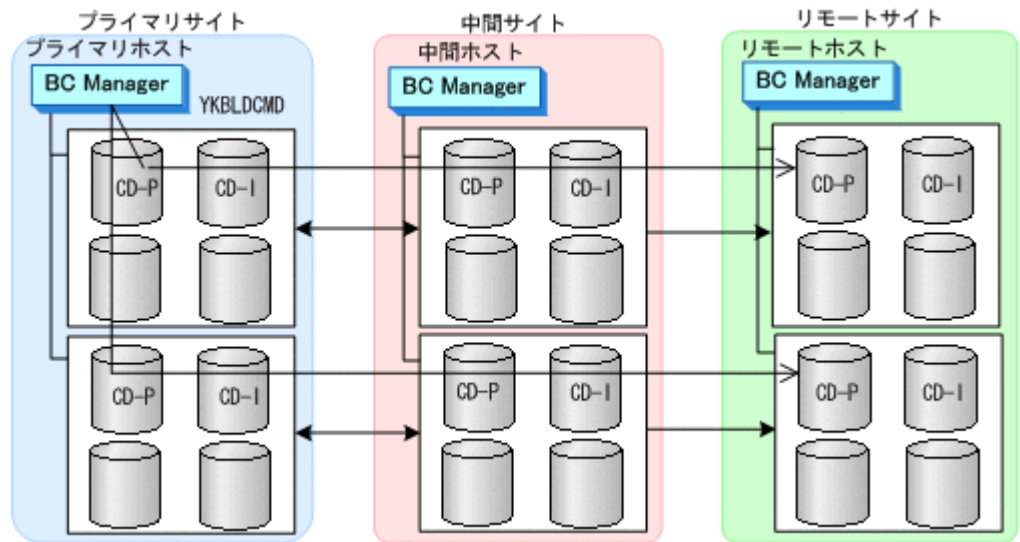 プライマリサイト
中間サイト
リモートサイト
プライマリホスト
中間ホスト
リモートホスト
BC Manager
BC Manager
BC Manager
YKBLDCMD
CD-P
CD-I
CD-P
CD-I
CD-P
CD-I
CD-P
CD-I
CD-P
CD-I
CD-P
CD-I